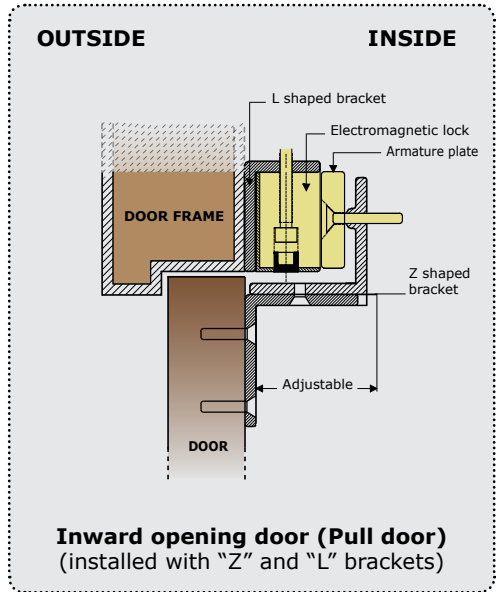 OUTSIDE
INSIDE
L shaped bracket
Electromagnetic lock
Armature plate
DOOR FRAME
Z shaped
bracket
Adjustable
DOOR
Inward opening door (Pull door)
(installed with “Z” and “L” brackets)